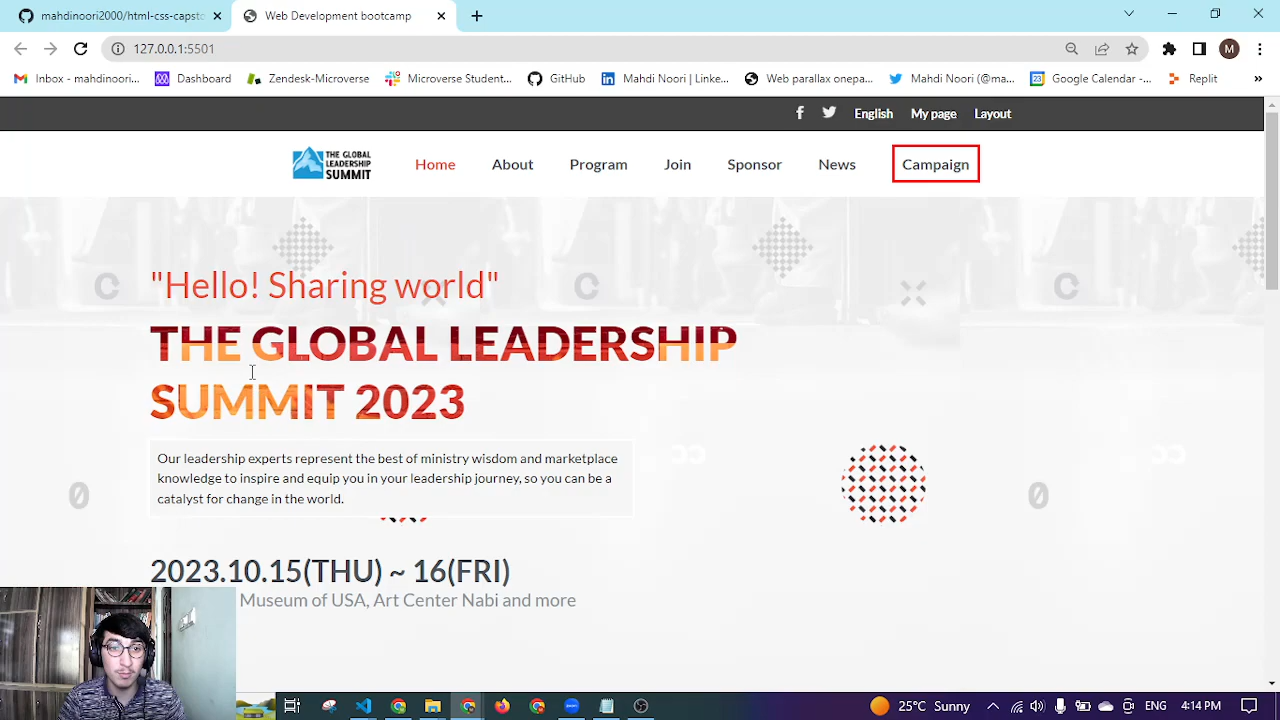 mahdinoori2000/html-css-capst
Web Development Bootcamp
127.0.0.1:5501
M
Inbox - mahdinoori...
Dashboard
Zendesk-Microverse
Microverse Student...
GitHub
Mahdi Noori | Linke...
Web parallax onepa...
Mahdi Noori (@ma...
Google Calendar -...
Replit
»
English
My page
Layout
THE GLOBAL
LEADERSHIP
SUMMIT
Home
About
Program
Join
Sponsor
News
Campaign
"Hello! Sharing world"
THE GLOBAL LEADERSHIP
SUMMIT 2023
Our leadership experts represent the best of ministry wisdom and marketplace
knowledge to inspire and equip you in your leadership journey, so you can be a
catalyst for change in the world.
2023.10.15(THU) ~ 16(FRI)
Museum of USA, Art Center Nabi and more
25°C Sunny
ENG
4:14 PM